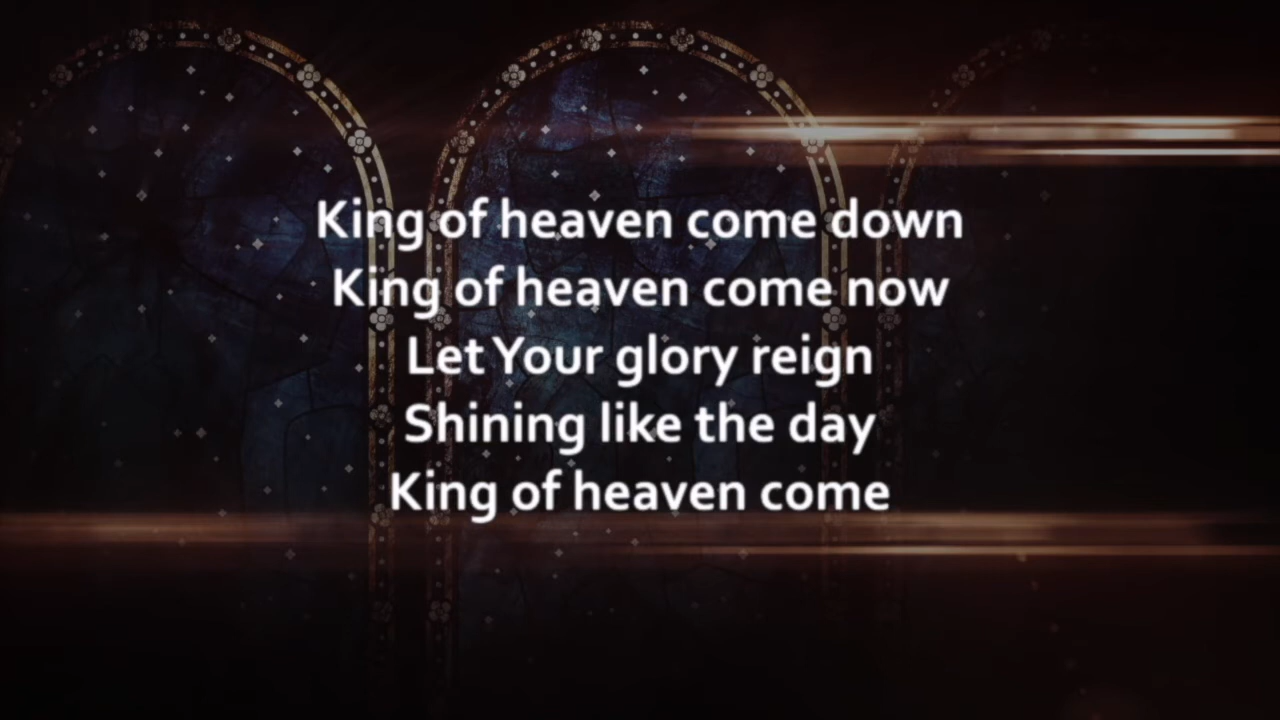 King of heaven come down
King of heaven come now
Let Your glory reign
Shining like the day
King of heaven come